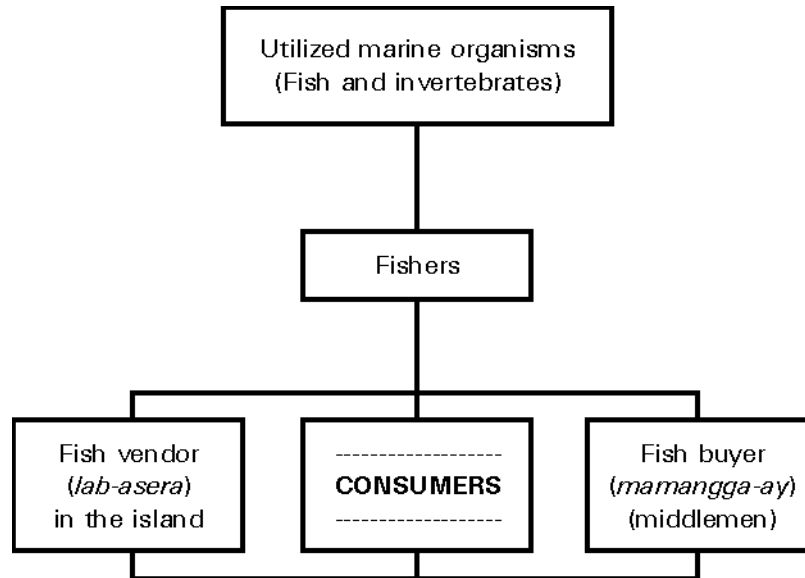 Utilized marine organisms
(Fish and invertebrates)
Fishers
Fish vendor
(lab-asera)
in the island
CONSUMERS
Fish buyer
(mamangga-ay)
(middlemen)